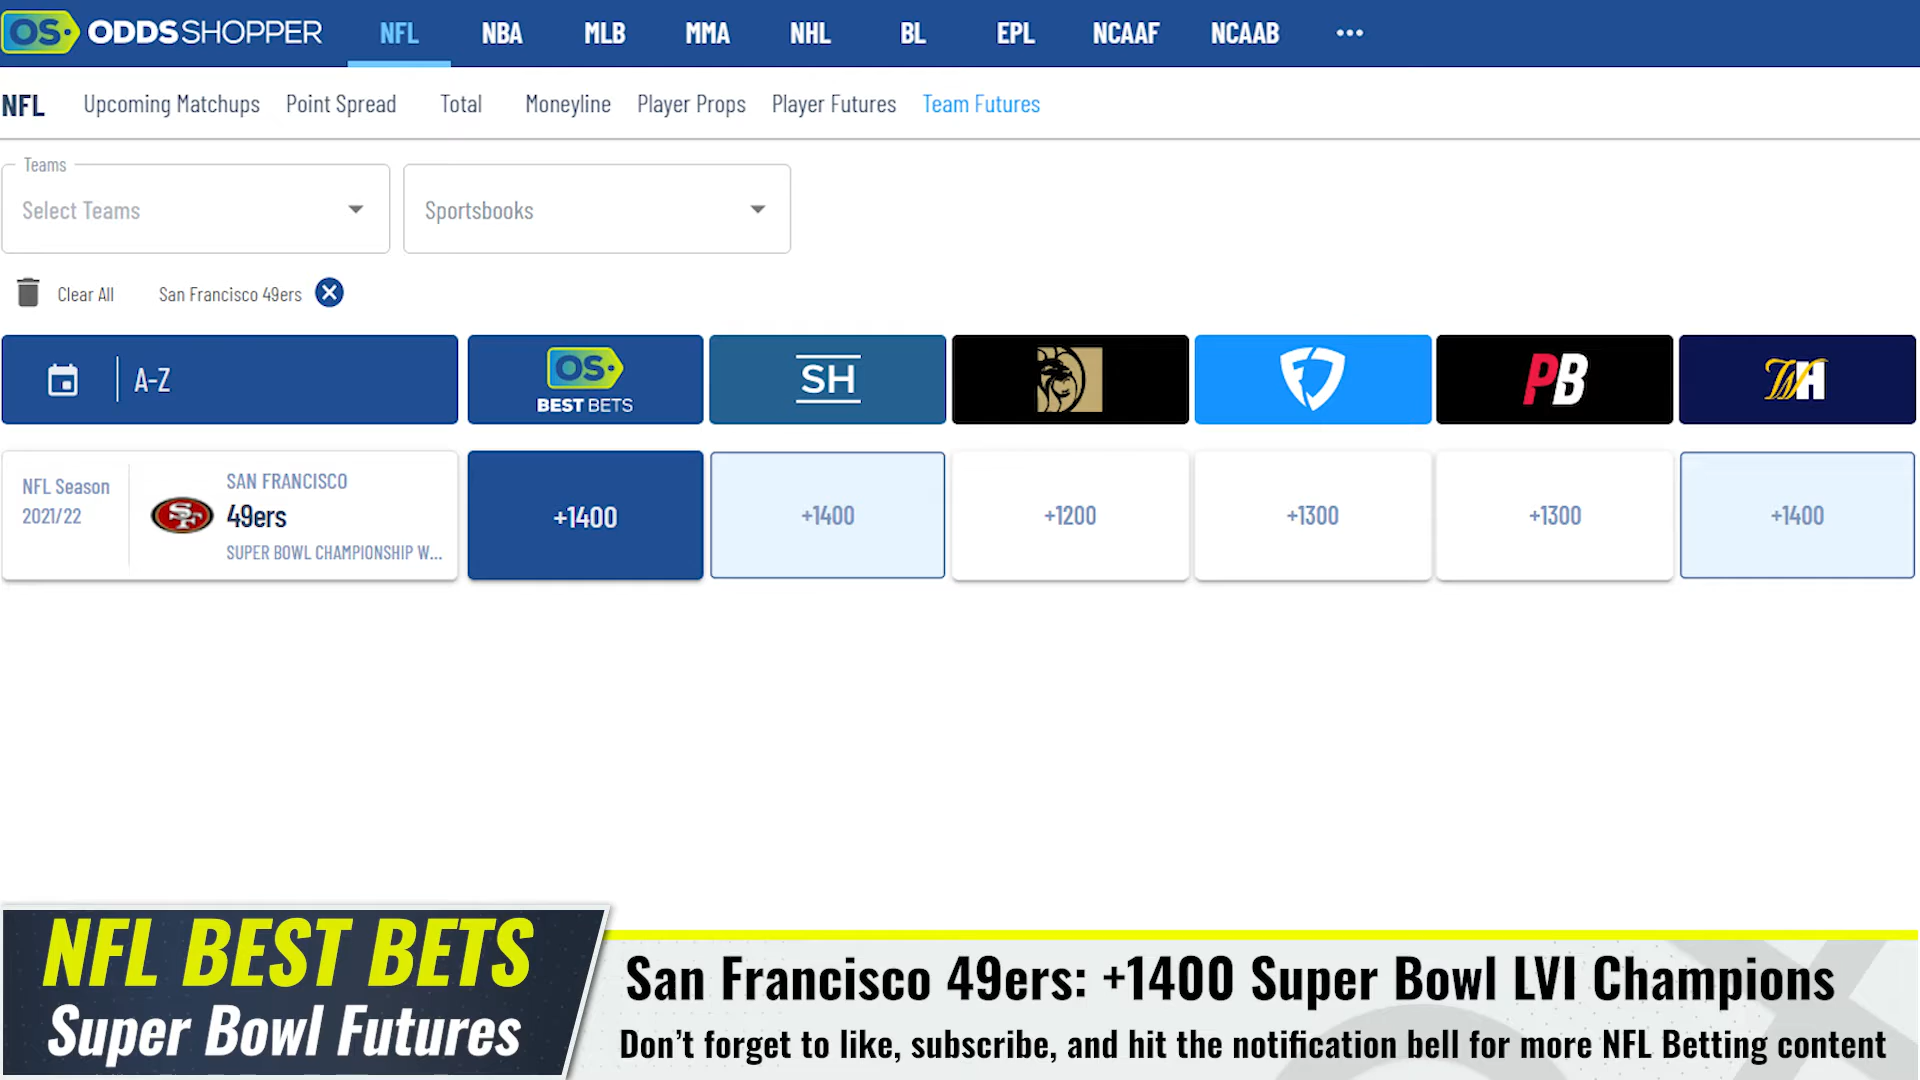 OS. ODDSSHOPPER NFL NBA MLB MMA NHL BL EPL NCAAF NCAAB ...
NFL Upcoming Matchups Point Spread Total Moneyline Player Props Player Futures Team Futures
Teams
Select Teams Sportsbooks
Clear All San Francisco 49ers
A-Z OS. BEST BETS SH PB WH
NFL Season 2021/22 SAN FRANCISCO 49ers SUPER BOWL CHAMPIONSHIP W... +1400 +1400 +1200 +1300 +1300 +1400
NFL BEST BETS
Super Bowl Futures
San Francisco 49ers: +1400 Super Bowl LVI Champions
Don't forget to like, subscribe, and hit the notification bell for more NFL Betting content